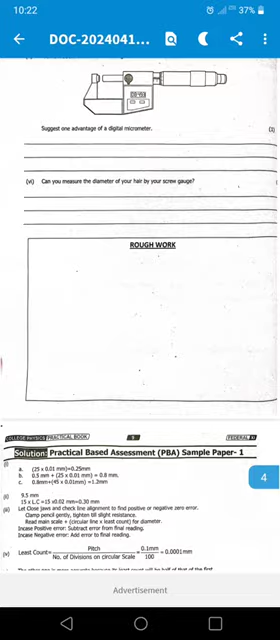 10:22
37%
DOC-2024041...
Suggest one advantage of a digital micrometer.
(vi) Can you measure the diameter of your hair by your screw gauge?
ROUGH WORK
COLLEGE PHYSICS PRACTICAL BOOK
FEDERAL
Solution: Practical Based Assessment (PBA) Sample Paper- 1
4
(i)
a. (25 x 0.01 mm)=0.25mm
b. 0.5 mm + (25 x 0.01 mm) = 0.8 mm.
c. 0.6mm+(45 x 0.01mm) =1.2mm
(ii) 9.5 mm
15 x L.C =15 x0.02 mm=0.30 mm
(iii) Let Close jaws and check line alignment to find positive or negative zero error.
Clamp pencil gently, tighten till slight resistance.
Read main scale + (circular line x least count) for diameter.
Incase Positive error: Subtract error from final reading.
Incase Negative error: Add error to final reading.
(v) Least Count= Pitch / No. of Divisions on Circular Scale = 0.1mm / 100 = 0.0001mm
Advertisement